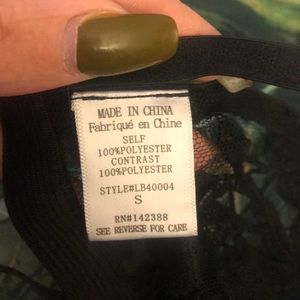 MADE IN CHINA
Fabriqué en Chine
SELF
100%POLYESTER
CONTRAST
100%POLYESTER
STYLE#LB40004
S
RN#142388
SEE REVERSE FOR CARE